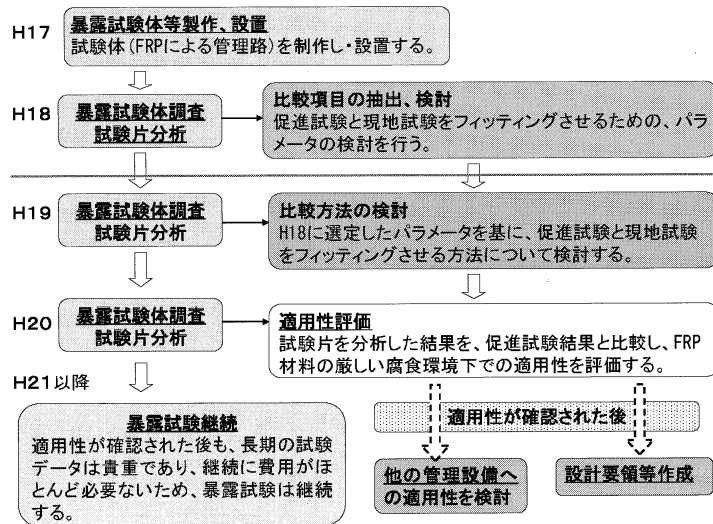 H17
暴露試験体等製作、設置
試験体（FRPによる管理路）を制作し・設置する。
H18
暴露試験体調査
試験片分析
比較項目の抽出、検討
促進試験と現地試験をフィッティングさせるための、パラ
メータの検討を行う。
H19
暴露試験体調査
試験片分析
比較方法の検討
H18に選定したパラメータを基に、促進試験と現地試験
をフィッティングさせる方法について検討する。
H20
暴露試験体調査
試験片分析
適用性評価
試験片を分析した結果を、促進試験結果と比較し、FRP
材料の厳しい腐食環境下での適用性を評価する。
H21以降
暴露試験継続
適用性が確認された後も、長期の試験
データは貴重であり、継続に費用がほ
とんど必要ないため、暴露試験は継続
する。
適用性が確認された後
他の管理設備へ
の適用性を検討
設計要領等作成